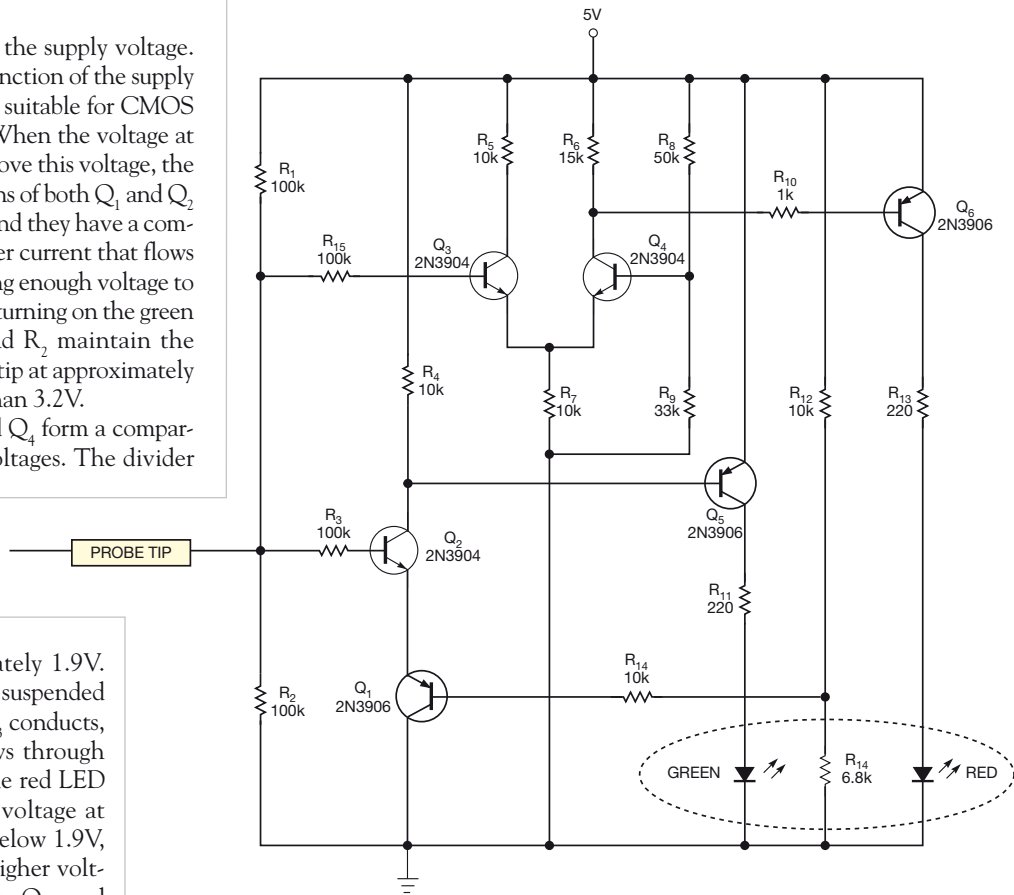 the supply voltage.
nction of the supply
suitable for CMOS
When the voltage at
ove this voltage, the
ns of both Q₁ and Q₂
nd they have a com-
er current that flows
ng enough voltage to
turning on the green
nd R₂ maintain the
tip at approximately
han 3.2V.
d Q₄ form a compar-
oltages. The divider
ately 1.9V.
suspended
₃ conducts,
ws through
e red LED
voltage at
elow 1.9V,
igher volt-
5V
R₁
100k
R₅
10k
R₆
15k
R₈
50k
R₁₀
1k
Q₆
2N3906
R₁₅
100k
Q₃
2N3904
Q₄
2N3904
R₄
10k
R₇
10k
R₉
33k
R₁₂
10k
R₁₃
220
PROBE TIP
R₃
100k
Q₂
2N3904
Q₅
2N3906
R₁₁
220
R₂
100k
Q₁
2N3906
R₁₄
10k
GREEN
R₁₄
6.8k
RED